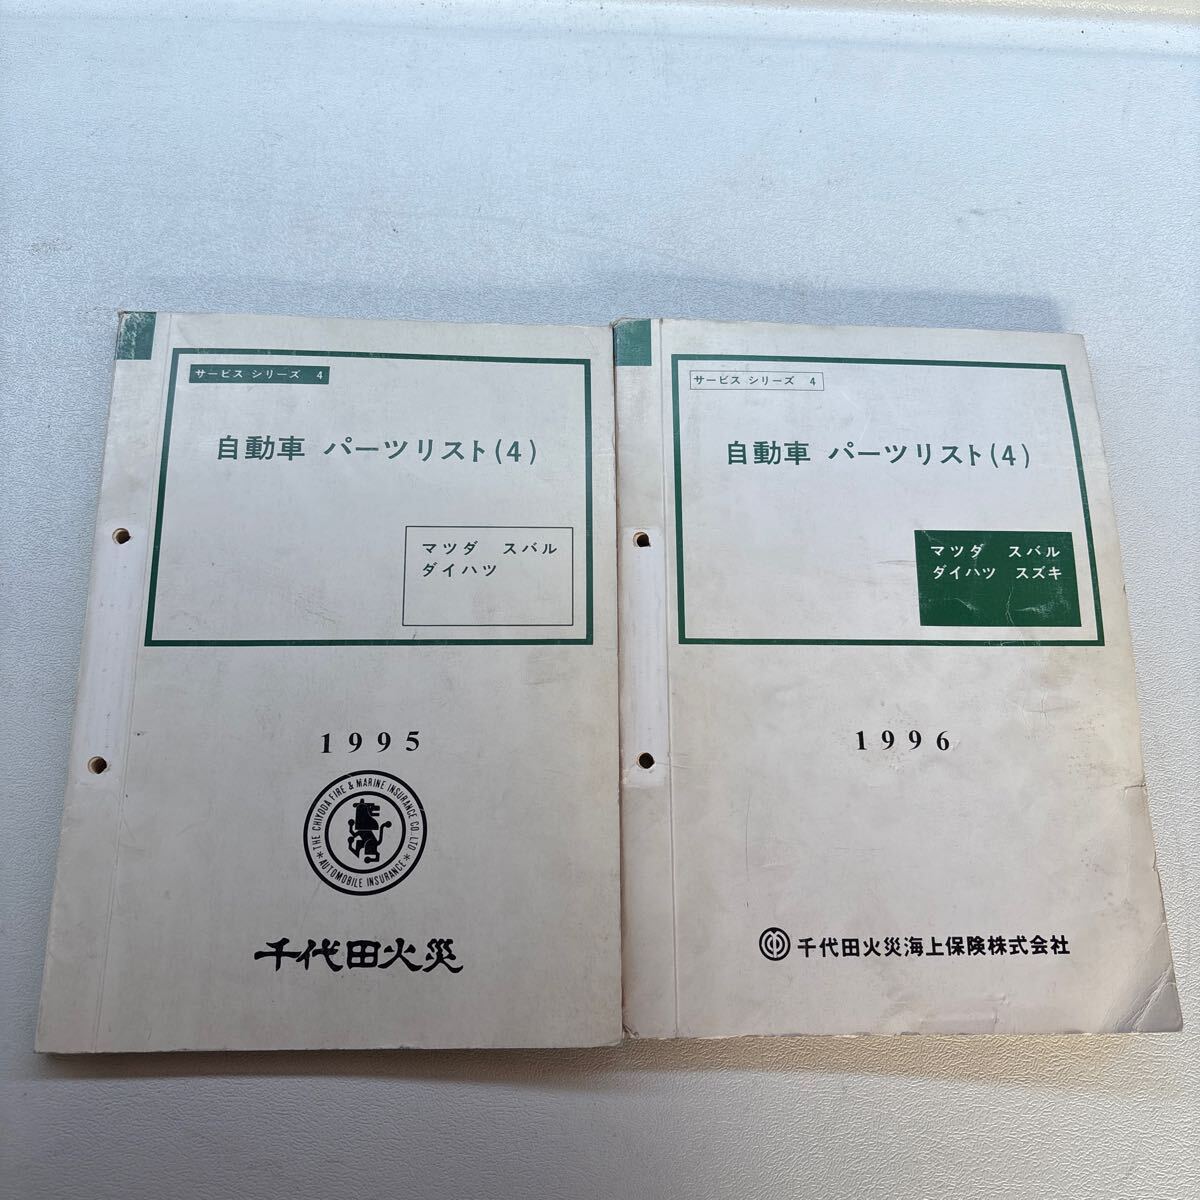 サービス シリーズ 4
自動車 パーツリスト(4)
マツダ スバル
ダイハツ
1995
THE CHIYODA FIRE & MARINE INSURANCE CO. LTD.
AUTOMOBILE INSURANCE
千代田火災
サービス シリーズ 4
自動車 パーツリスト(4)
マツダ スバル
ダイハツ スズキ
1996
千代田火災海上保険株式会社